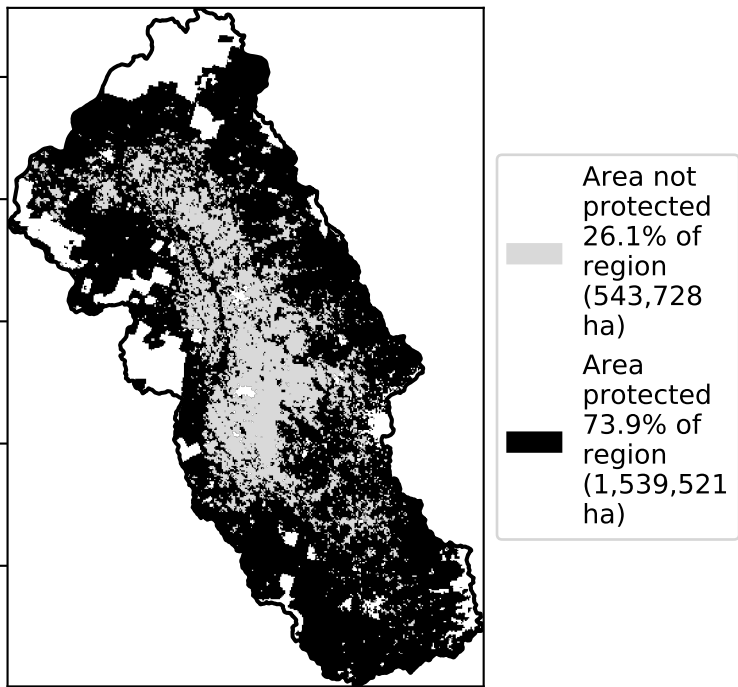 Area not
protected
26.1% of
region
(543,728
ha)
Area
protected
73.9% of
region
(1,539,521
ha)